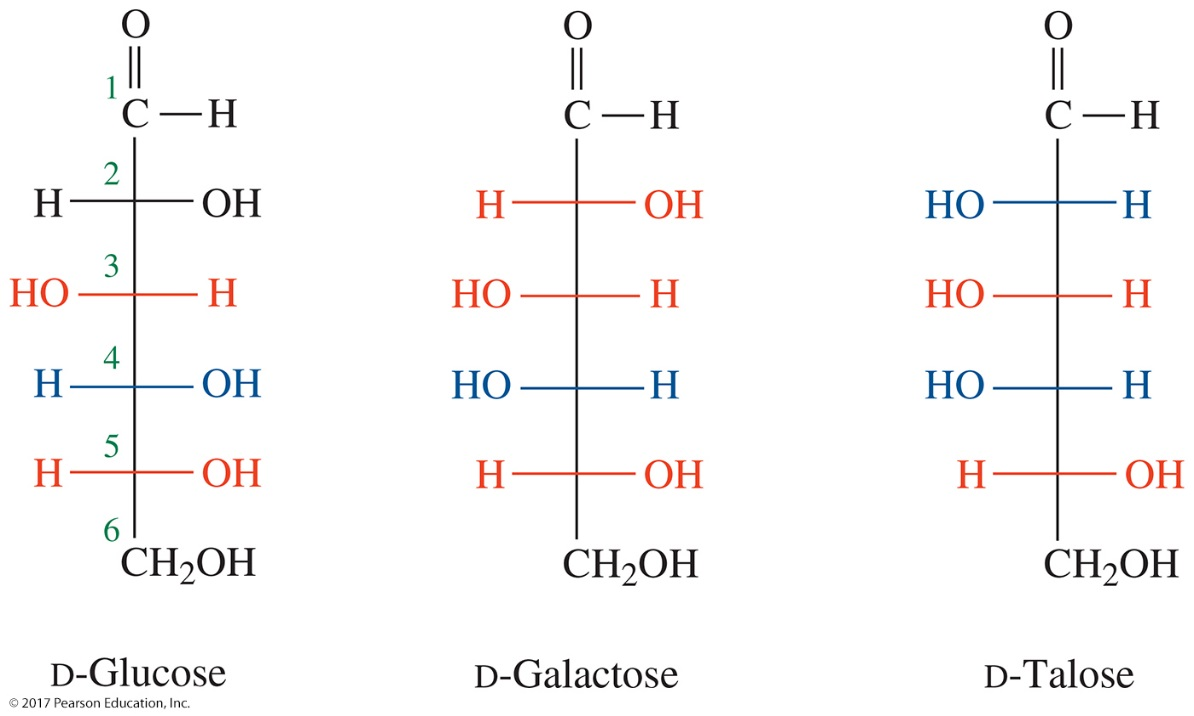 O O O
1
C—H C—H C—H
2
H OH H OH HO H
3
HO H HO H HO H
4
H OH HO H HO H
5
H OH H OH H OH
6
CH₂OH CH₂OH CH₂OH
D-Glucose D-Galactose D-Talose
© 2017 Pearson Education, Inc.